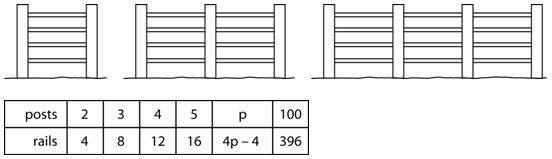 posts 2 3 4 5 p 100
rails 4 8 12 16 4p – 4 396